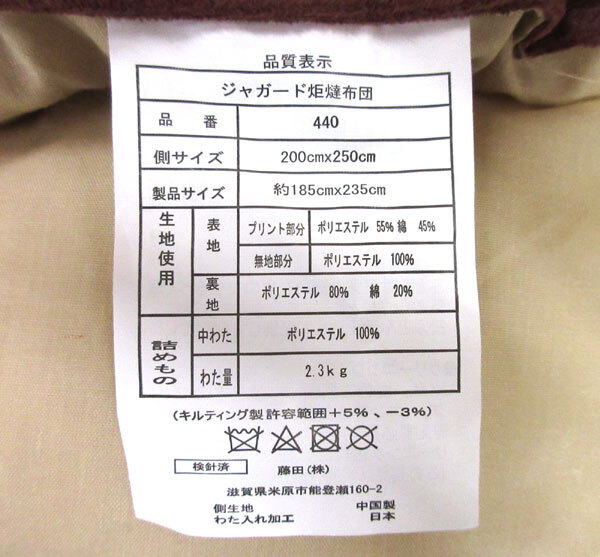 品質表示
ジャガード炬燵布団
品 番 440
側サイズ 200cmx250cm
製品サイズ 約185cmx235cm
生地使用 表地 プリント部分 ポリエステル 55% 綿 45%
無地部分 ポリエステル 100%
裏地 ポリエステル 80% 綿 20%
詰めもの 中わた ポリエステル 100%
わた量 2.3kg
(キルティング製許容範囲+5%、-3%)
検針済 藤田(株)
滋賀県米原市能登瀬160-2
側生地 中国製
わた入れ加工 日本